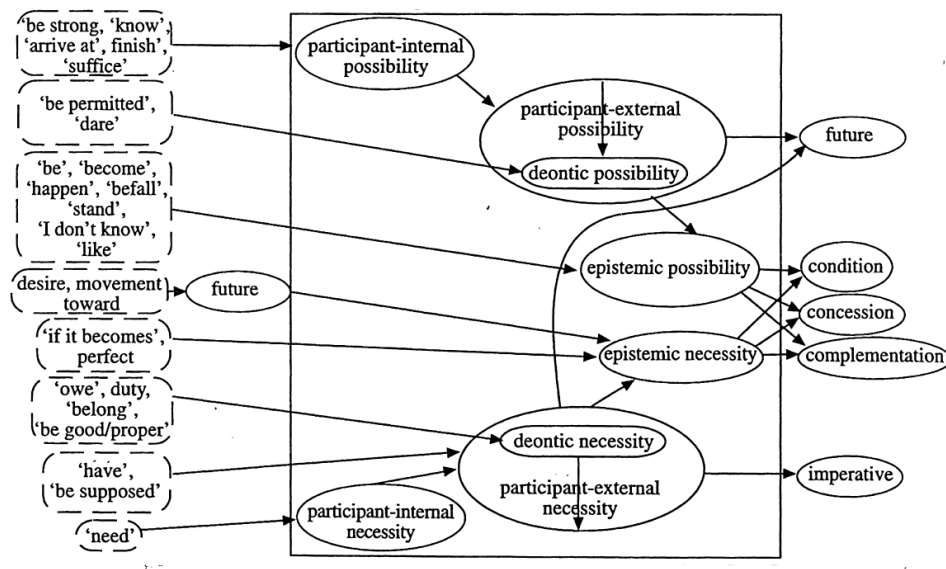 'be strong, 'know',
'arrive at', finish',
'suffice'
participant-internal
possibility
'be permitted',
'dare'
participant-external
possibility
deontic possibility
future
'be', 'become',
'happen', 'befall',
'stand',
'I don't know',
'like'
epistemic possibility
condition
desire, movement
toward
future
concession
'if it becomes',
perfect
epistemic necessity
complementation
'owe', duty,
'belong',
'be good/proper'
deontic necessity
'have',
'be supposed'
participant-external
necessity
imperative
participant-internal
necessity
'need'